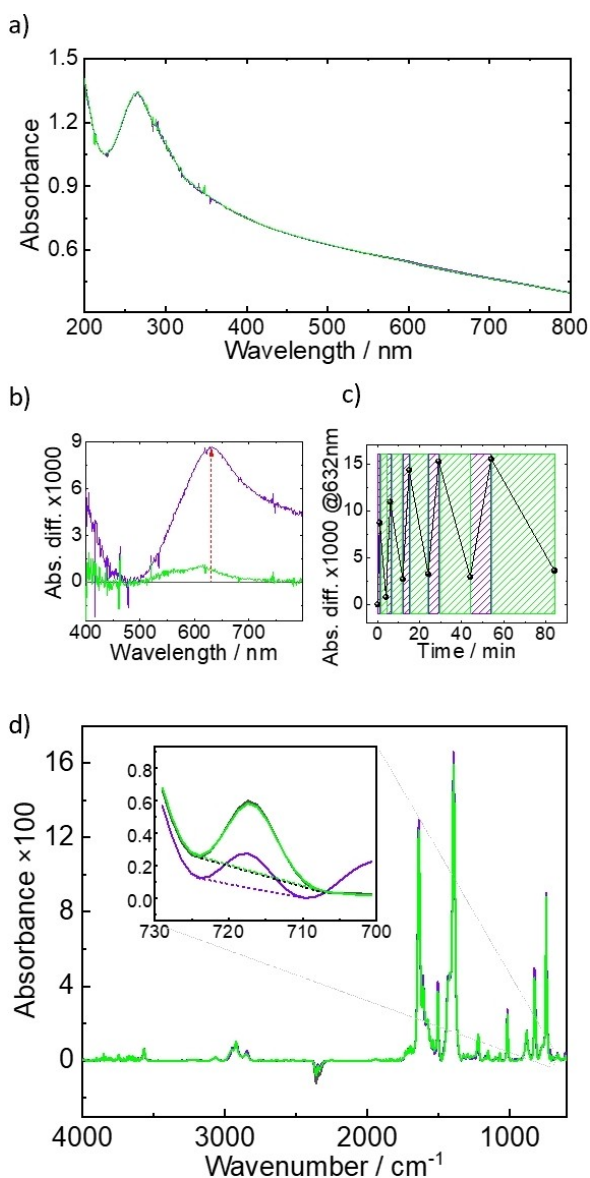 a)
1.5
1.2
0.9
0.6
Absorbance
200 300 400 500 600 700 800
Wavelength / nm
b)
9
6
3
0
Abs. diff. x1000
400 500 600 700
Wavelength / nm
c)
15
10
5
0
Abs. diff. x1000 @632nm
0 20 40 60 80
Time / min
d)
16
12
8
4
0
Absorbance ×100
0.8
0.6
0.4
0.2
0.0
730 720 710 700
4000 3000 2000 1000
Wavenumber / cm-1